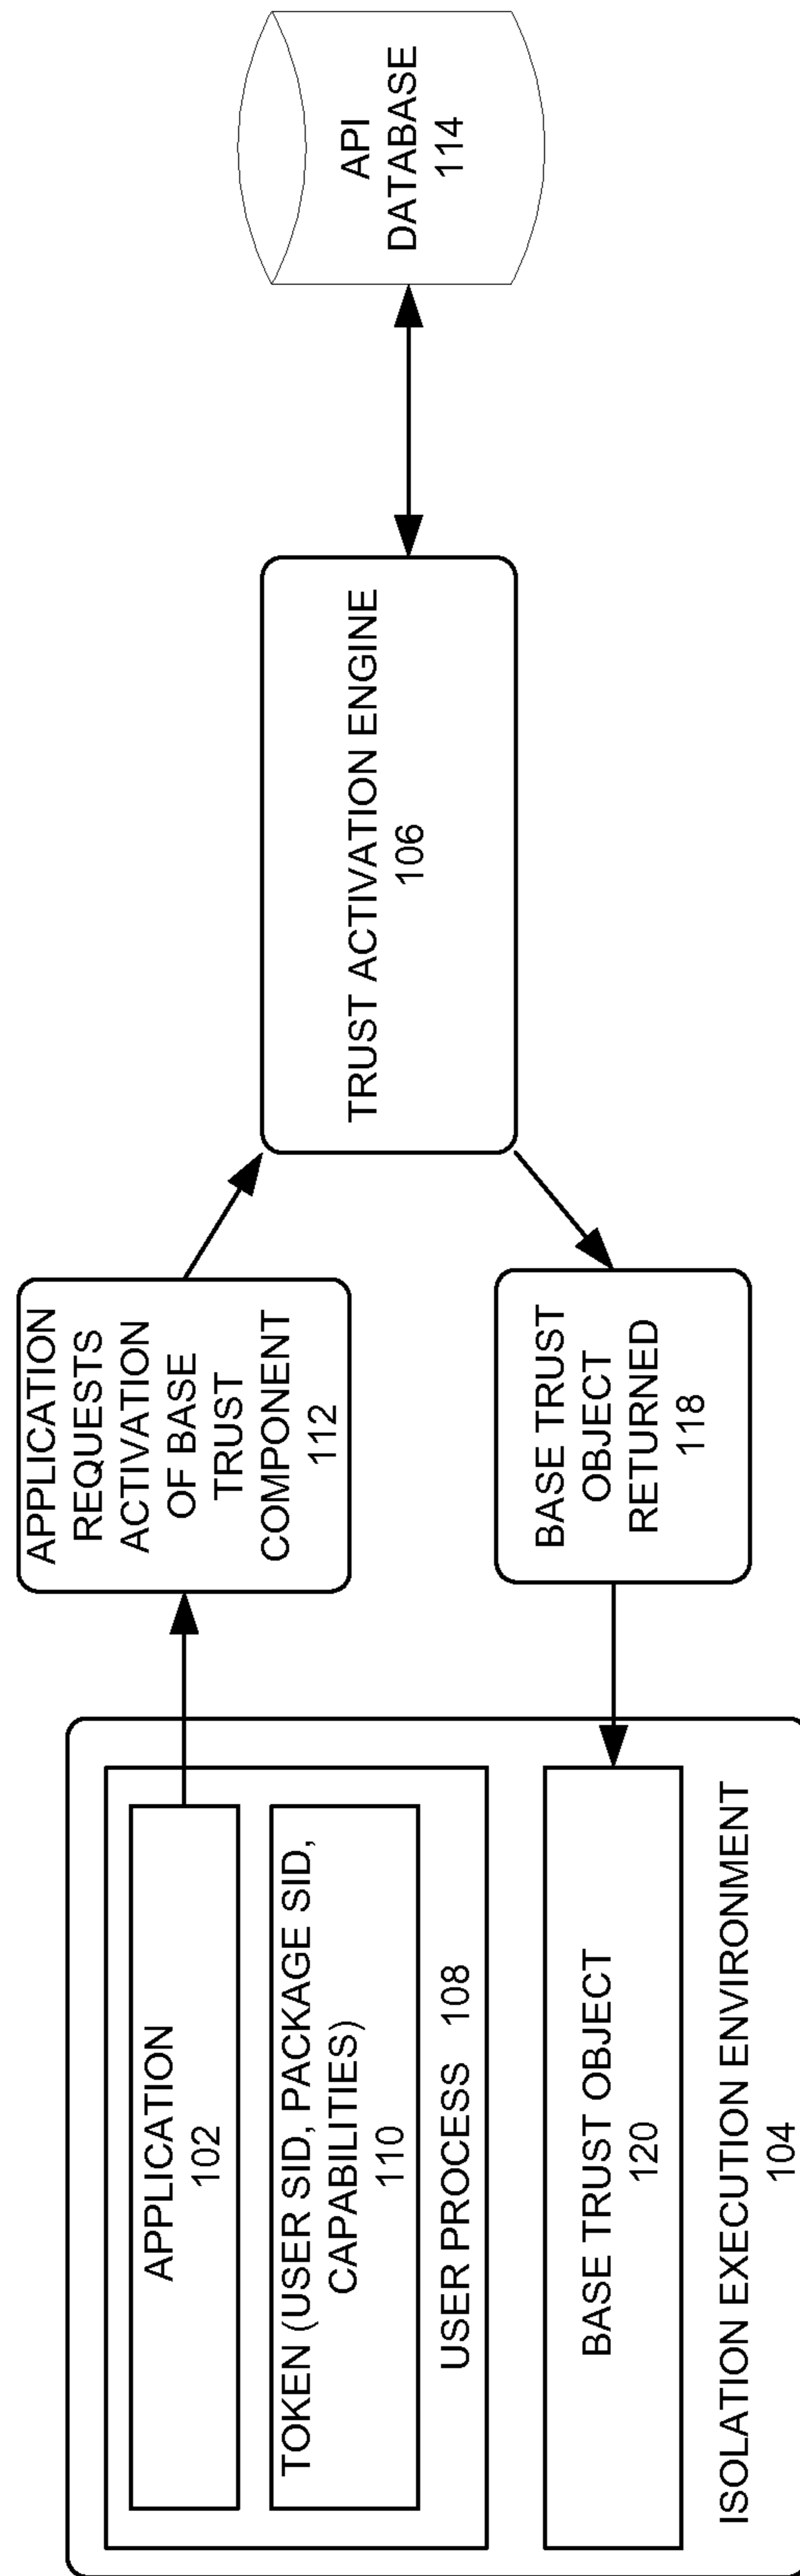 APPLICATION
102
TOKEN (USER SID, PACKAGE SID,
CAPABILITIES)
110
USER PROCESS 108
BASE TRUST OBJECT
120
ISOLATION EXECUTION ENVIRONMENT
104
APPLICATION
REQUESTS
ACTIVATION
OF BASE
TRUST
COMPONENT
112
BASE TRUST
OBJECT
RETURNED
118
TRUST ACTIVATION ENGINE
106
API
DATABASE
114